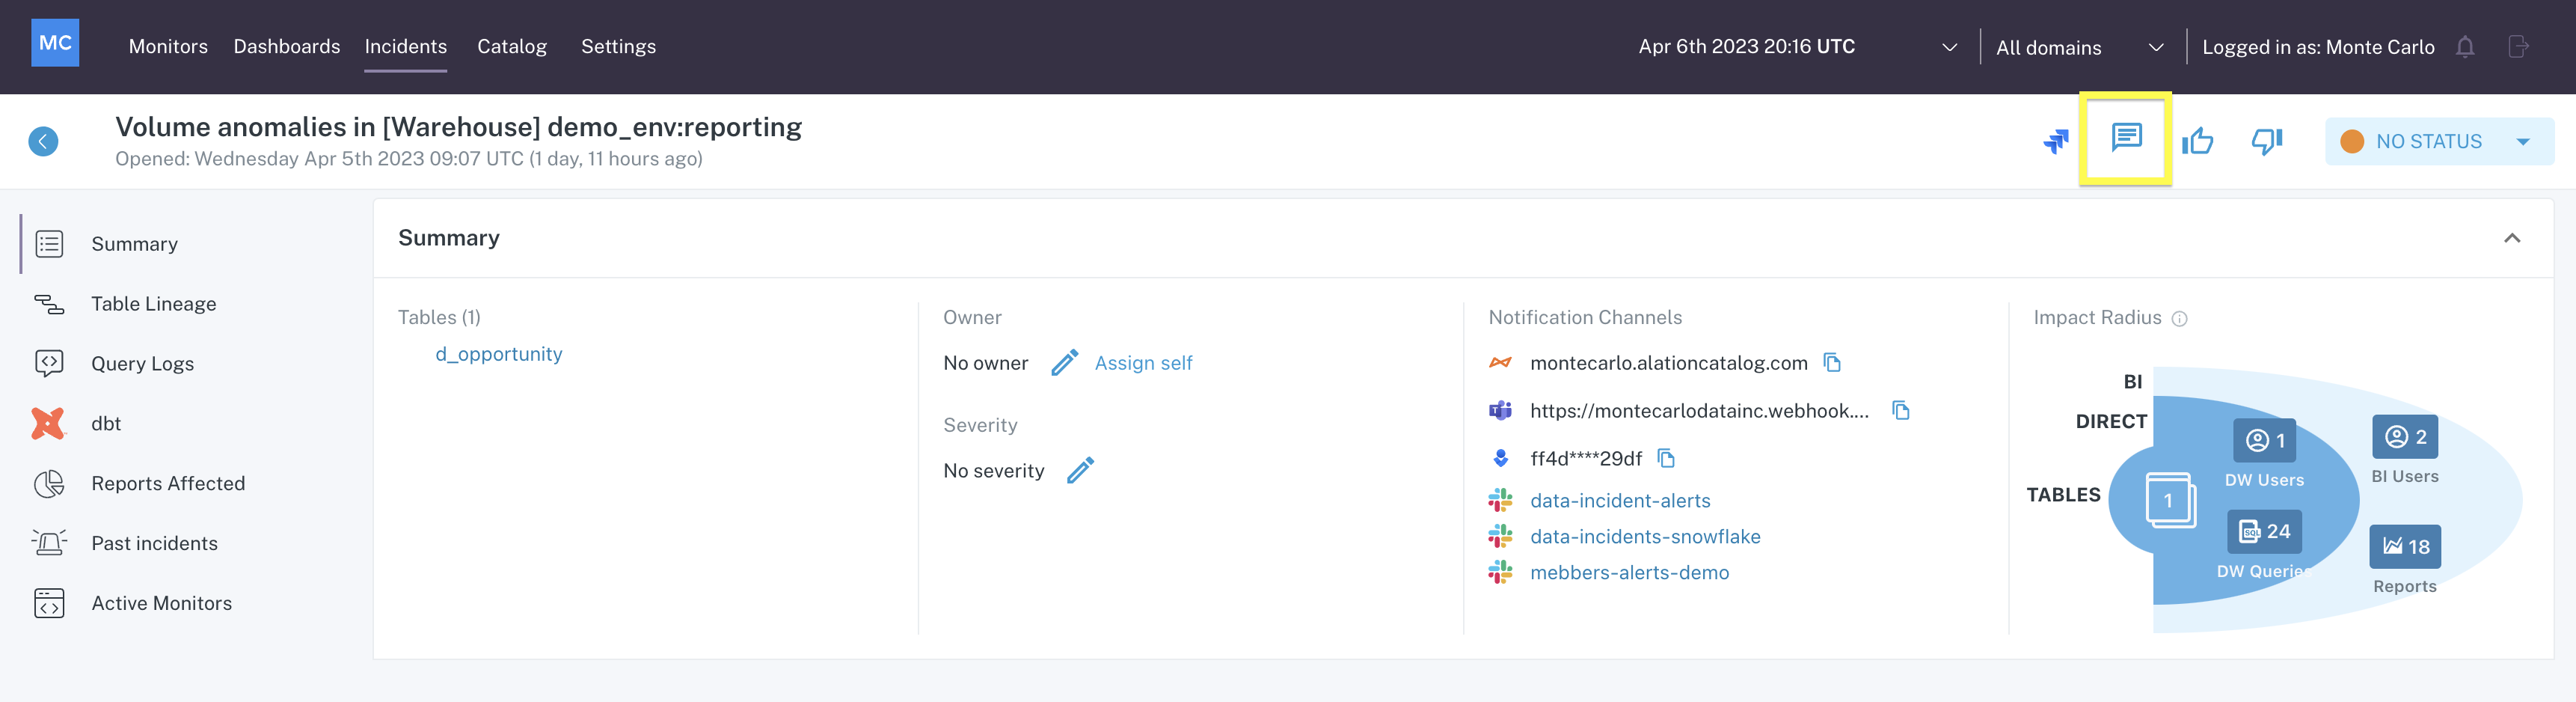 MC
Monitors Dashboards Incidents Catalog Settings
Apr 6th 2023 20:16 UTC
All domains
Logged in as: Monte Carlo
Volume anomalies in [Warehouse] demo_env:reporting
Opened: Wednesday Apr 5th 2023 09:07 UTC (1 day, 11 hours ago)
NO STATUS
Summary
Table Lineage
Query Logs
dbt
Reports Affected
Past incidents
Active Monitors
Summary
Tables (1)
d_opportunity
Owner
No owner Assign self
Severity
No severity
Notification Channels
montecarlo.alationcatalog.com
https://montecarlodatainc.webhook....
ff4d****29df
data-incident-alerts
data-incidents-snowflake
mebbers-alerts-demo
Impact Radius
BI
DIRECT
TABLES
1
1
DW Users
SQL 24
DW Queries
2
BI Users
18
Reports